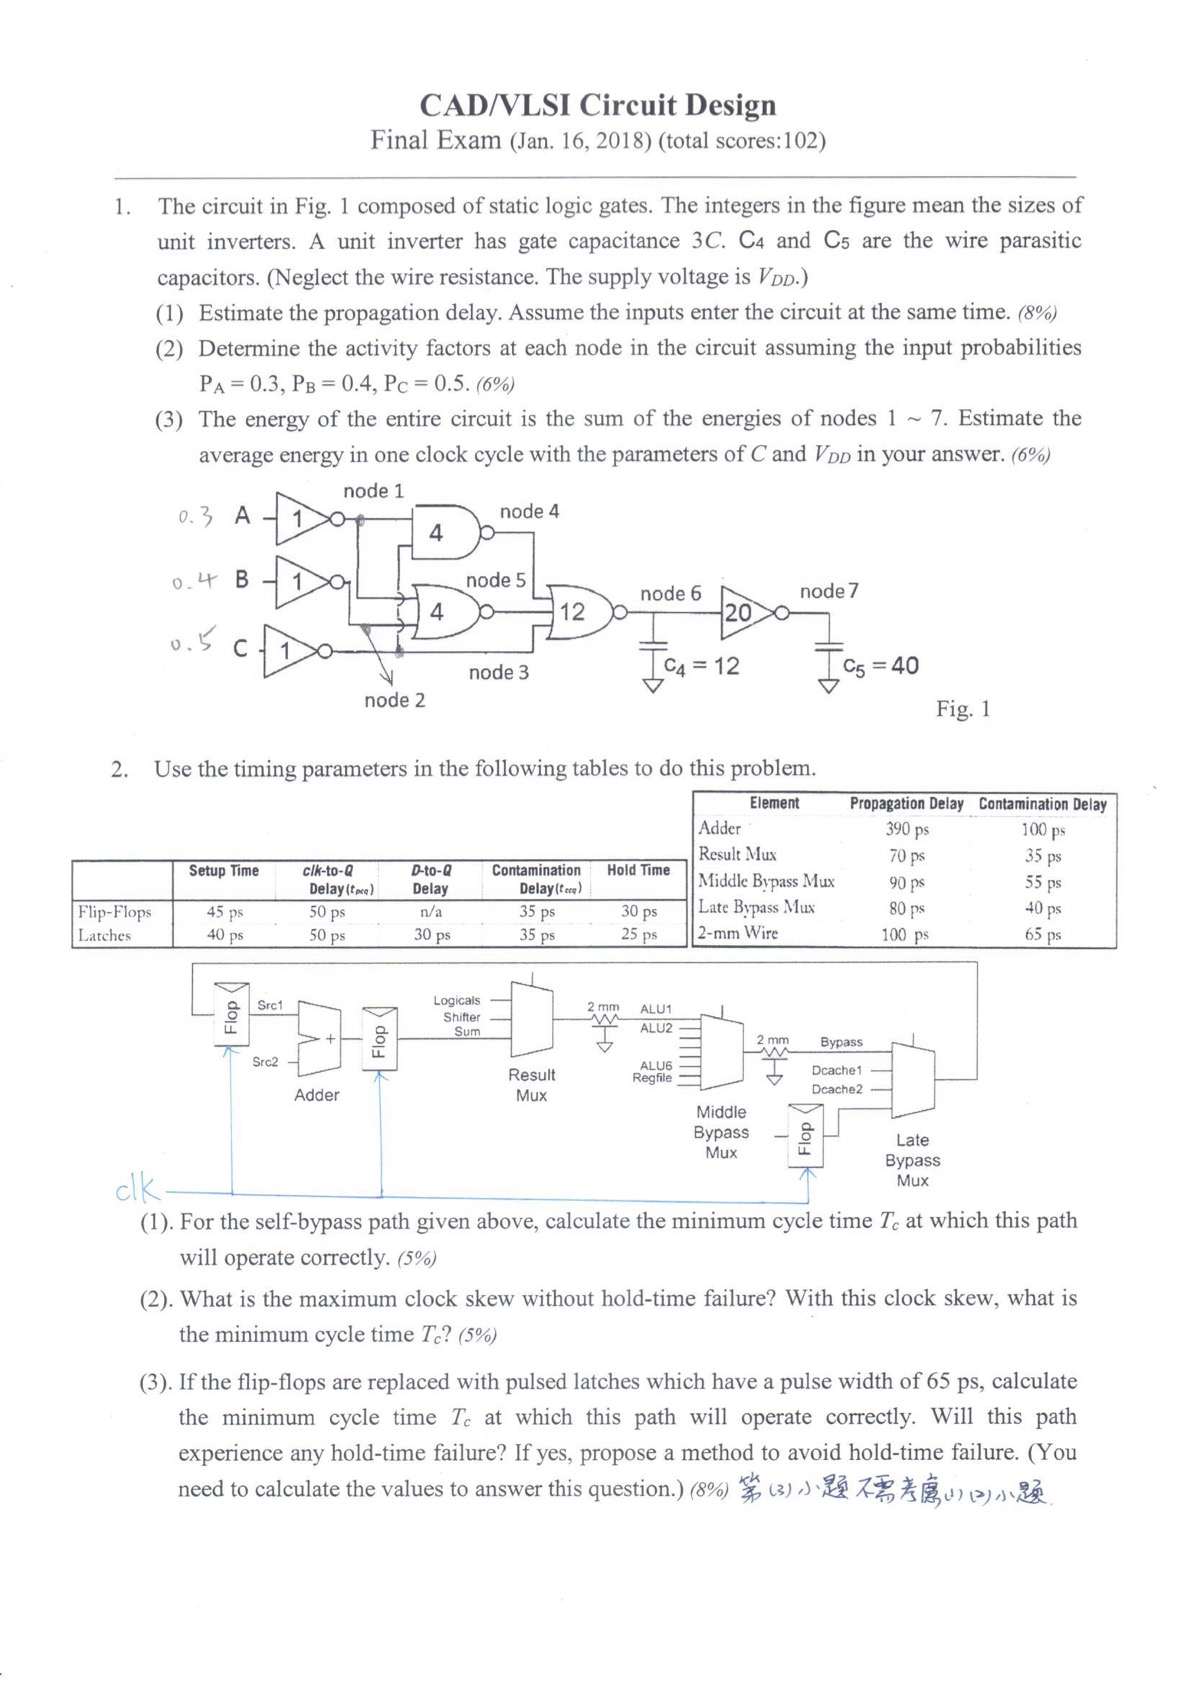 CAD/VLSI Circuit Design
Final Exam (Jan. 16, 2018) (total scores:102)
1. The circuit in Fig. 1 composed of static logic gates. The integers in the figure mean the sizes of
unit inverters. A unit inverter has gate capacitance 3C. C4 and C5 are the wire parasitic
capacitors. (Neglect the wire resistance. The supply voltage is VDD.)
(1) Estimate the propagation delay. Assume the inputs enter the circuit at the same time. (8%)
(2) Determine the activity factors at each node in the circuit assuming the input probabilities
PA = 0.3, PB = 0.4, PC = 0.5. (6%)
(3) The energy of the entire circuit is the sum of the energies of nodes 1 ~ 7. Estimate the
average energy in one clock cycle with the parameters of C and VDD in your answer. (6%)
node 1
0.3 A 1 4 node 4
0.4 B 1 node 5 node 6 node 7
4 12 20
0.5 C 1 node 3 C4 = 12 C5 = 40
node 2
Fig. 1
2. Use the timing parameters in the following tables to do this problem.
Element Propagation Delay Contamination Delay
Adder 390 ps 100 ps
Result Mux 70 ps 35 ps
Middle Bypass Mux 90 ps 55 ps
Late Bypass Mux 80 ps 40 ps
2-mm Wire 100 ps 65 ps
Setup Time clk-to-Q Delay(tpcq) D-to-Q Delay Contamination Delay(tccq) Hold Time
Flip-Flops 45 ps 50 ps n/a 35 ps 30 ps
Latches 40 ps 50 ps 30 ps 35 ps 25 ps
Flop Src1
Src2
+
Adder
Flop
Logicals
Shifter
Sum
Result
Mux
2 mm
ALU1
ALU2
ALU6
Regfile
Middle
Bypass
Mux
2 mm
Bypass
Dcache1
Dcache2
Flop
Late
Bypass
Mux
clk
(1). For the self-bypass path given above, calculate the minimum cycle time Tc at which this path
will operate correctly. (5%)
(2). What is the maximum clock skew without hold-time failure? With this clock skew, what is
the minimum cycle time Tc? (5%)
(3). If the flip-flops are replaced with pulsed latches which have a pulse width of 65 ps, calculate
the minimum cycle time Tc at which this path will operate correctly. Will this path
experience any hold-time failure? If yes, propose a method to avoid hold-time failure. (You
need to calculate the values to answer this question.) (8%) 第(3)小題不需考慮(1)(2)小題